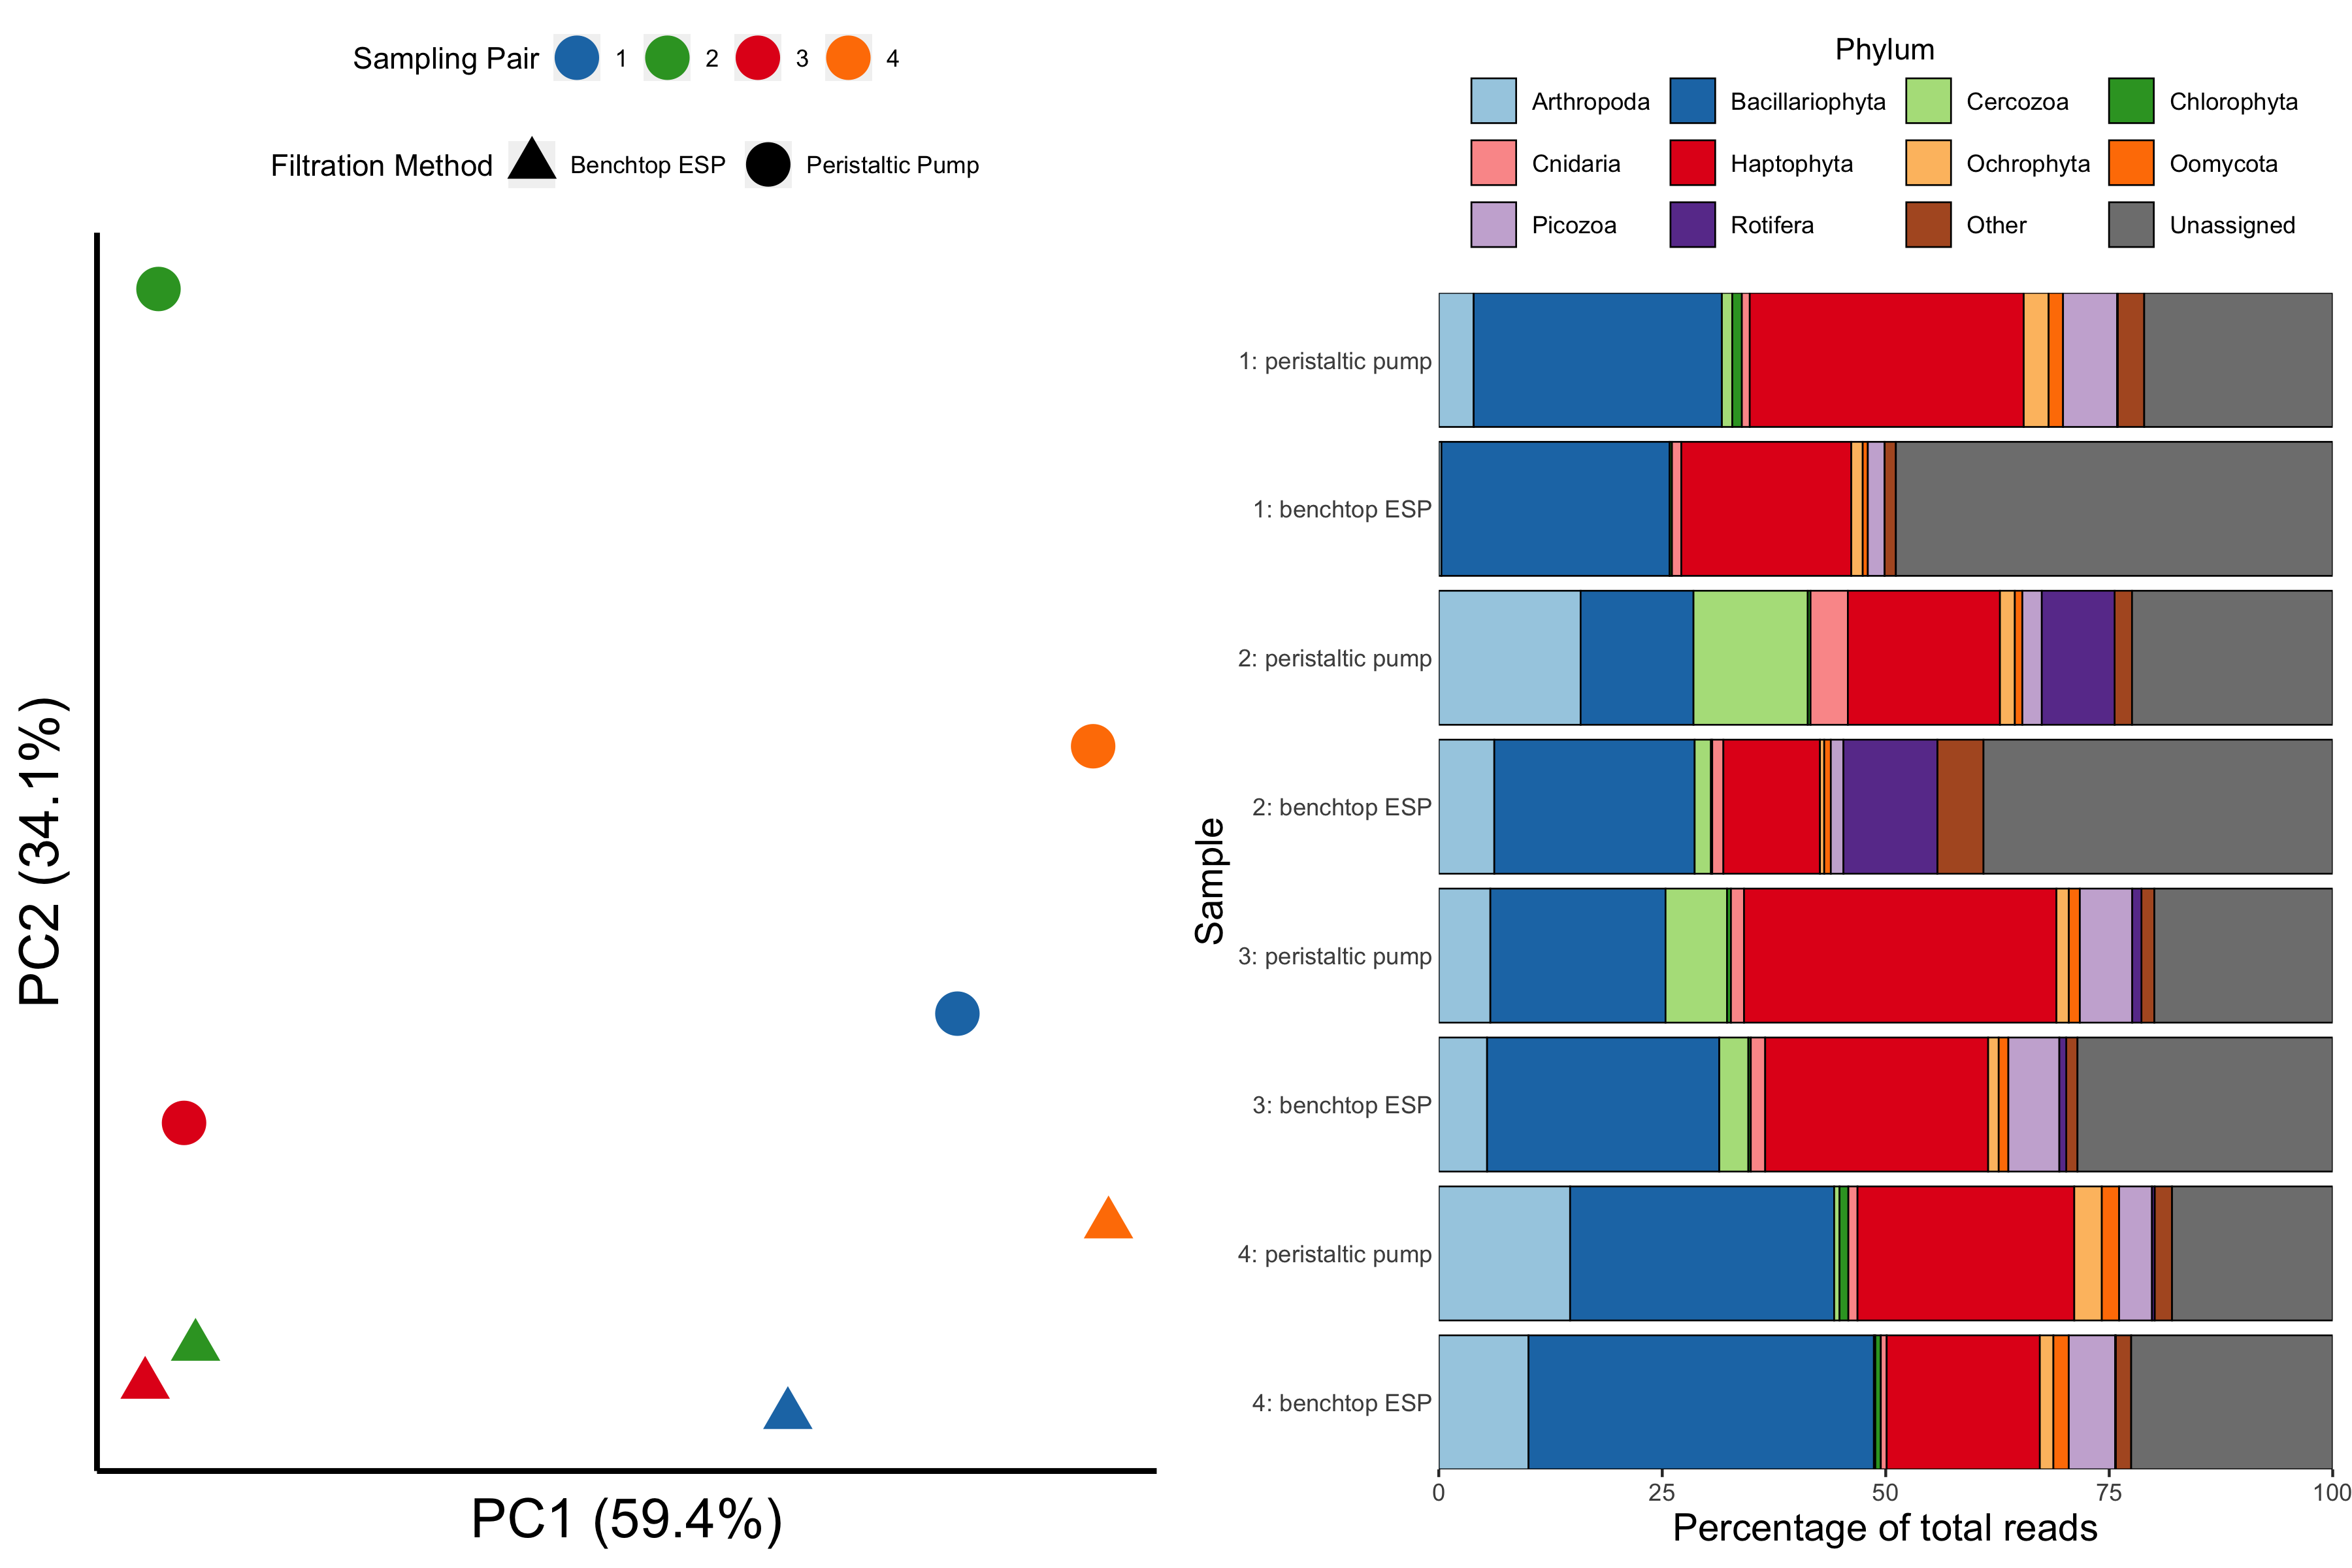 Sampling Pair 1 2 3 4
Filtration Method Benchtop ESP Peristaltic Pump
PC2 (34.1%)
PC1 (59.4%)
Phylum
Arthropoda Bacillariophyta Cercozoa Chlorophyta
Cnidaria Haptophyta Ochrophyta Oomycota
Picozoa Rotifera Other Unassigned
Sample
1: peristaltic pump
1: benchtop ESP
2: peristaltic pump
2: benchtop ESP
3: peristaltic pump
3: benchtop ESP
4: peristaltic pump
4: benchtop ESP
0 25 50 75 100
Percentage of total reads